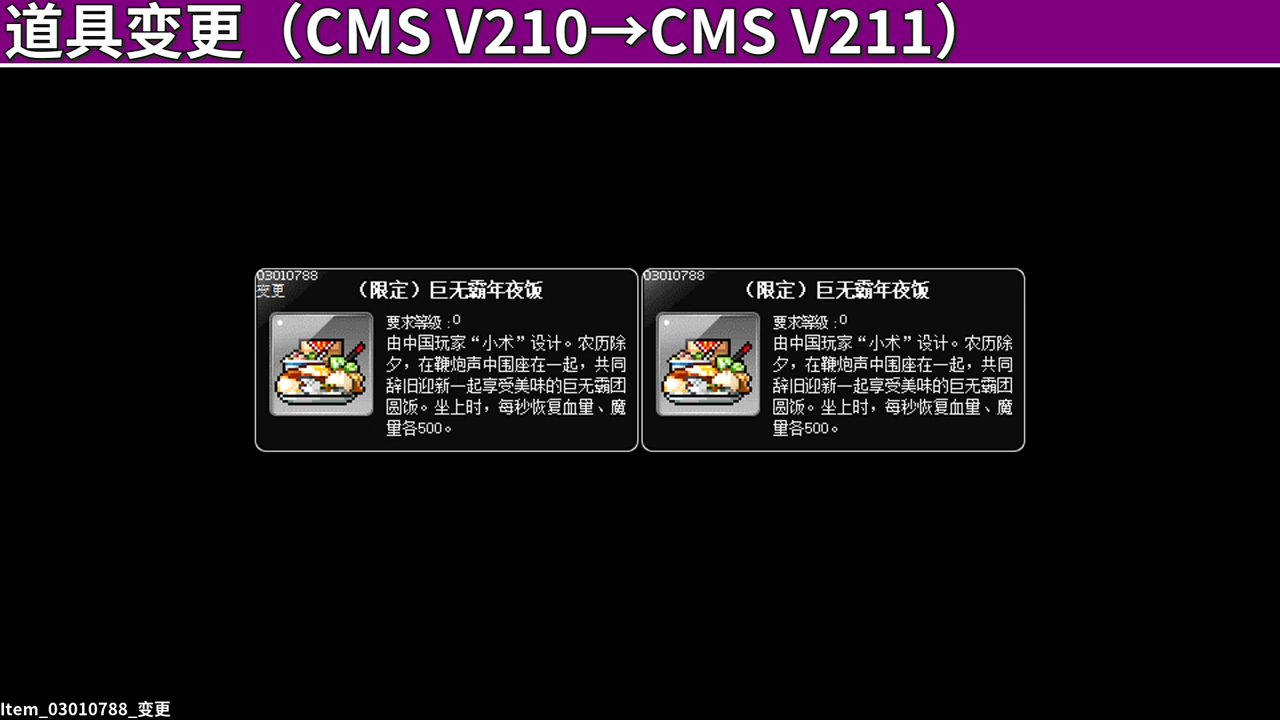 道具变更（CMS V210→CMS V211）
03010788
变更
（限定）巨无霸年夜饭
要求等级 :0
由中国玩家“小术”设计。农历除
夕，在鞭炮声中围座在一起，共同
辞旧迎新一起享受美味的巨无霸团
圆饭。坐上时，每秒恢复血量、魔
量各500。
03010788
（限定）巨无霸年夜饭
要求等级 :0
由中国玩家“小术”设计。农历除
夕，在鞭炮声中围座在一起，共同
辞旧迎新一起享受美味的巨无霸团
圆饭。坐上时，每秒恢复血量、魔
量各500。
Item_03010788_变更